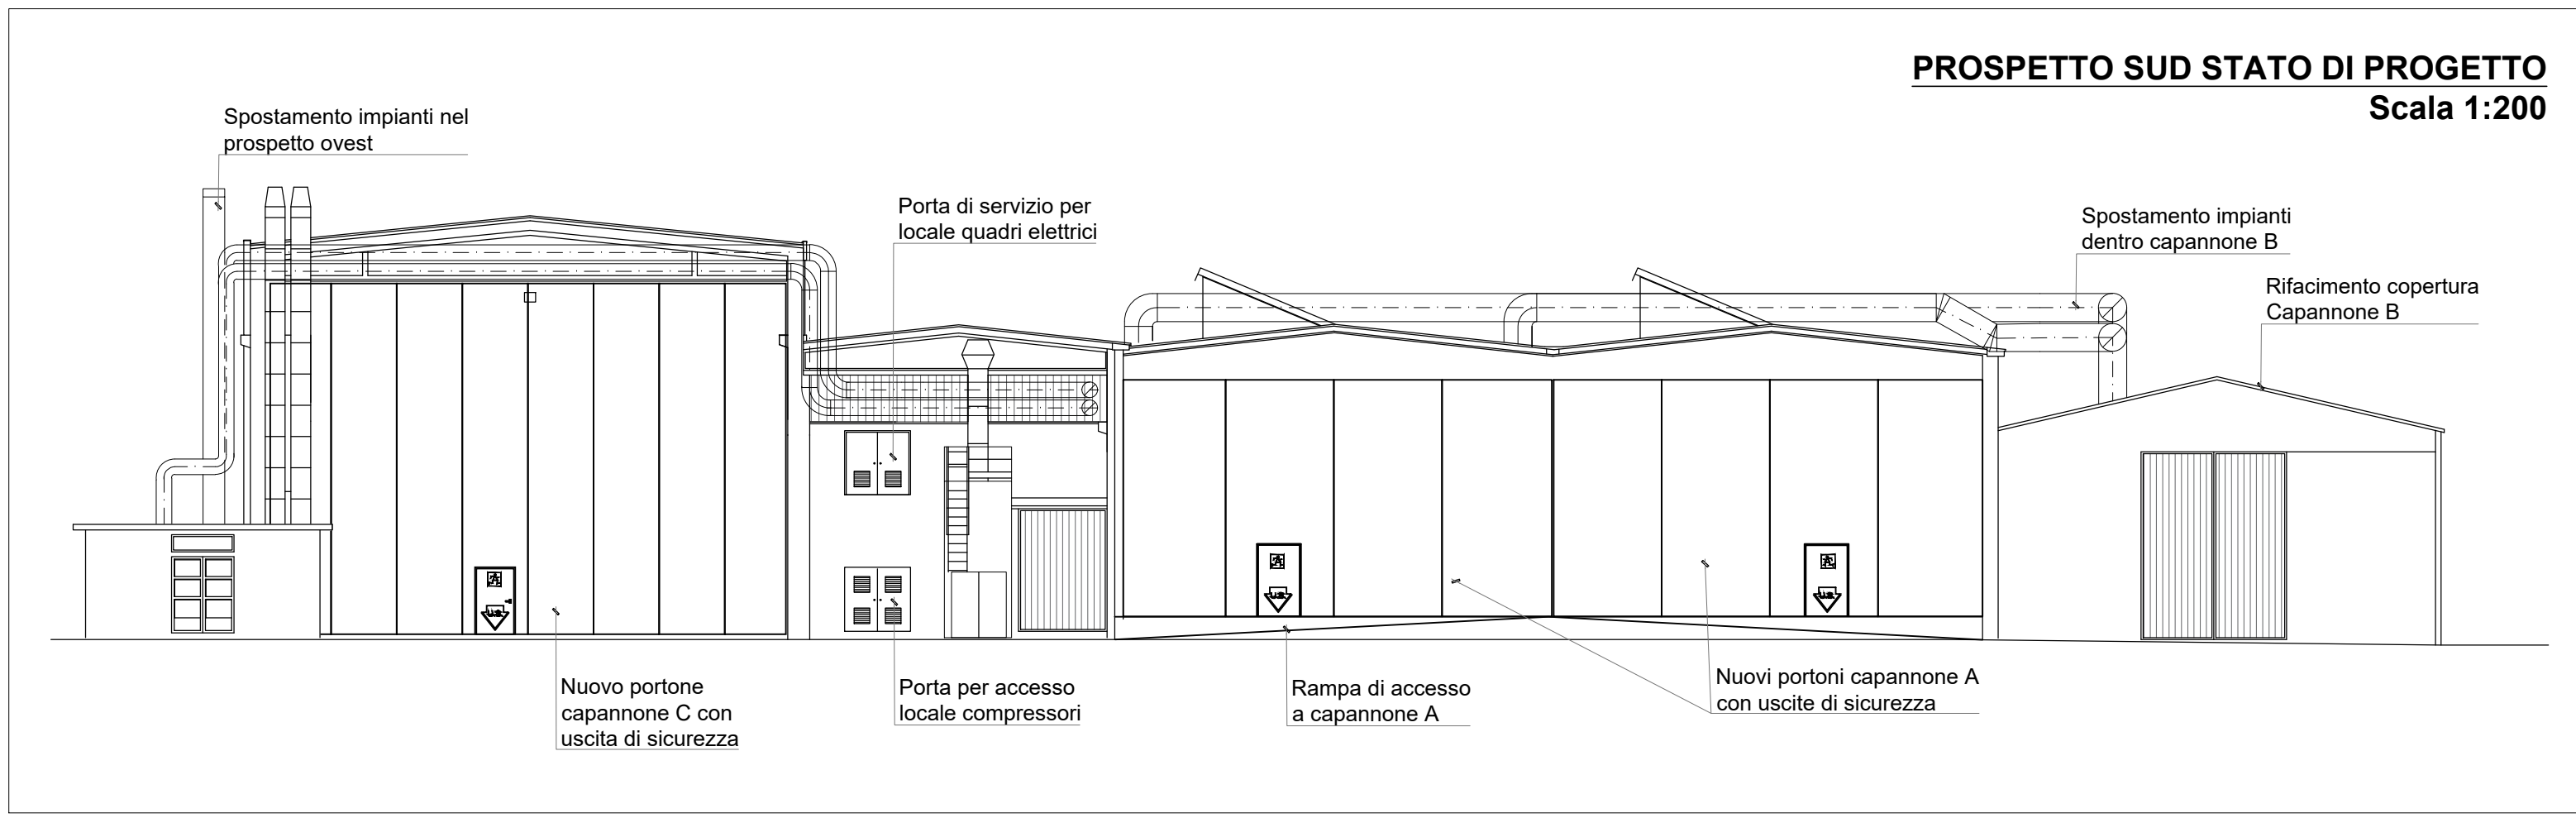 PROSPETTO SUD STATO DI PROGETTO
Scala 1:200
Spostamento impianti nel
prospetto ovest
Porta di servizio per
locale quadri elettrici
Spostamento impianti
dentro capannone B
Rifacimento copertura
Capannone B
Nuovo portone
capannone C con
uscita di sicurezza
Porta per accesso
locale compressori
Rampa di accesso
a capannone A
Nuovi portoni capannone A
con uscite di sicurezza
U.S.
U.S.
U.S.